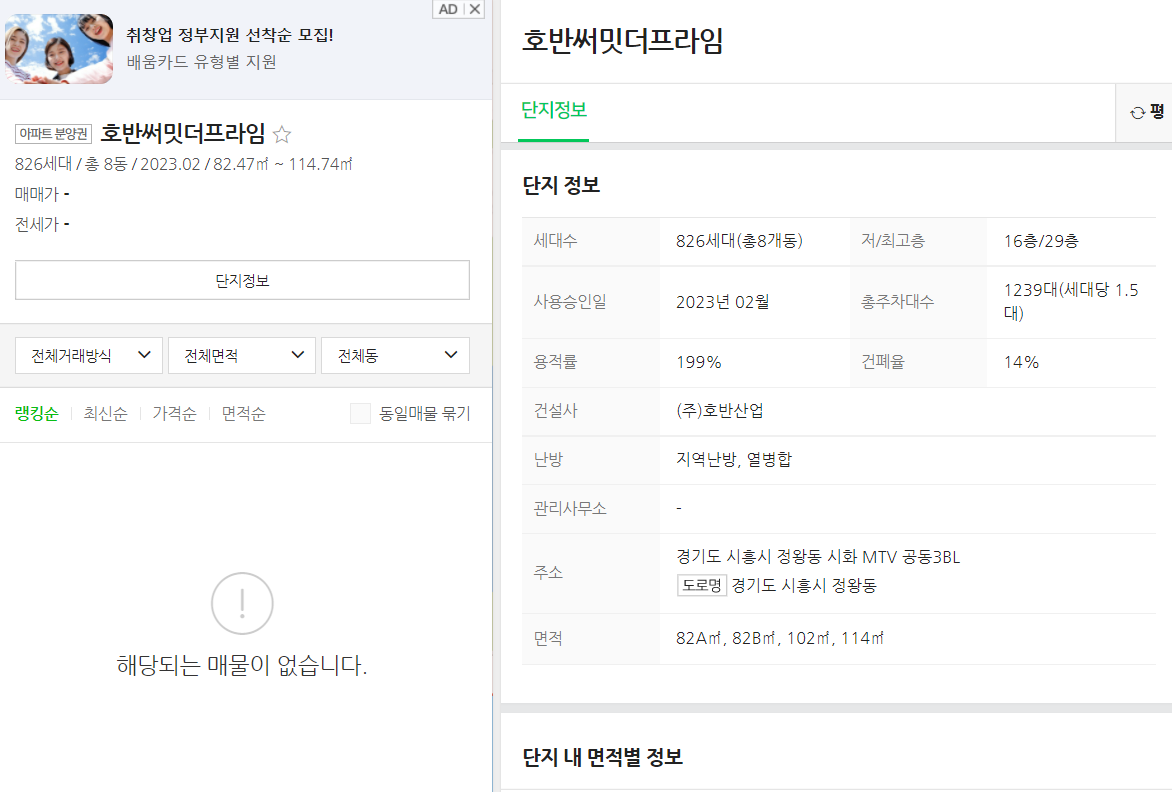 AD
취창업 정부지원 선착순 모집!
배움카드 유형별 지원
아파트 분양권 호반써밋더프라임
826세대 / 총 8동 / 2023.02 / 82.47㎡ ~ 114.74㎡
매매가 -
전세가 -
단지정보
전체거래방식 전체면적 전체동
랭킹순 최신순 가격순 면적순 동일매물 묶기
해당되는 매물이 없습니다.
호반써밋더프라임
단지정보 평
단지 정보
세대수 826세대(총8개동) 저/최고층 16층/29층
사용승인일 2023년 02월 총주차대수 1239대(세대당 1.5
대)
용적률 199% 건폐율 14%
건설사 (주)호반산업
난방 지역난방, 열병합
관리사무소 -
주소 경기도 시흥시 정왕동 시화 MTV 공동3BL
도로명 경기도 시흥시 정왕동
면적 82A㎡, 82B㎡, 102㎡, 114㎡
단지 내 면적별 정보